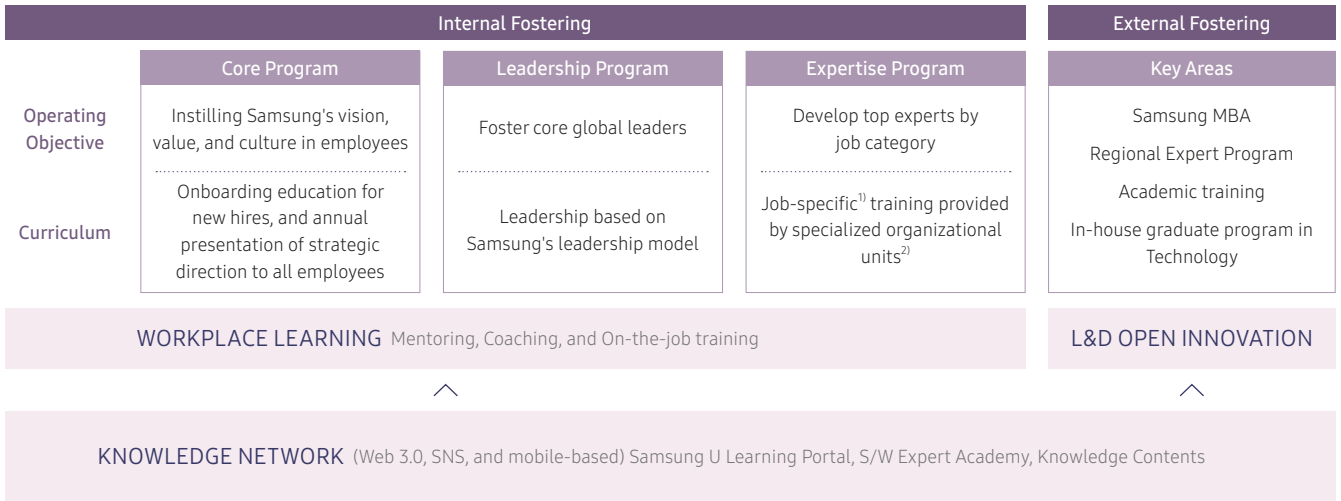 Internal Fostering
External Fostering
Core Program
Leadership Program
Expertise Program
Key Areas
Operating
Objective
Instilling Samsung's vision,
value, and culture in employees
Foster core global leaders
Develop top experts by
job category
Samsung MBA
Regional Expert Program
Academic training
In-house graduate program in
Technology
Curriculum
Onboarding education for
new hires, and annual
presentation of strategic
direction to all employees
Leadership based on
Samsung's leadership model
Job-specific1) training provided
by specialized organizational
units2)
WORKPLACE LEARNING Mentoring, Coaching, and On-the-job training
L&D OPEN INNOVATION
KNOWLEDGE NETWORK (Web 3.0, SNS, and mobile-based) Samsung U Learning Portal, S/W Expert Academy, Knowledge Contents